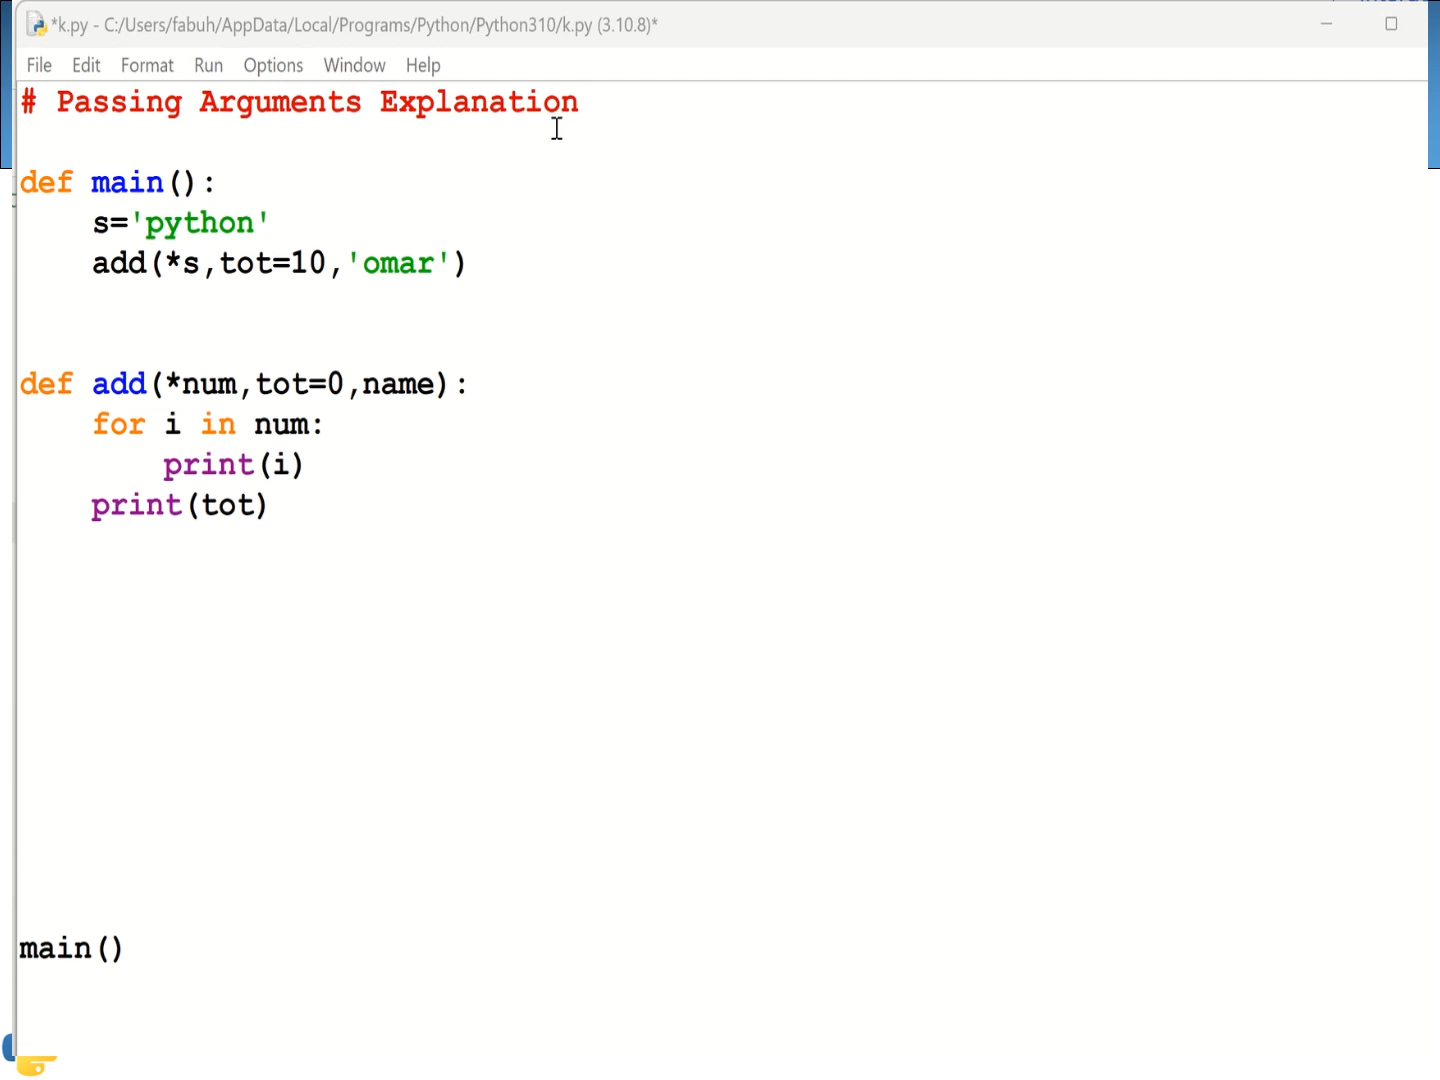 *k.py - C:/Users/fabuh/AppData/Local/Programs/Python/Python310/k.py (3.10.8)*
File Edit Format Run Options Window Help
# Passing Arguments Explanation
def main():
    s='python'
    add(*s,tot=10,'omar')
def add(*num,tot=0,name):
    for i in num:
        print(i)
    print(tot)
main()